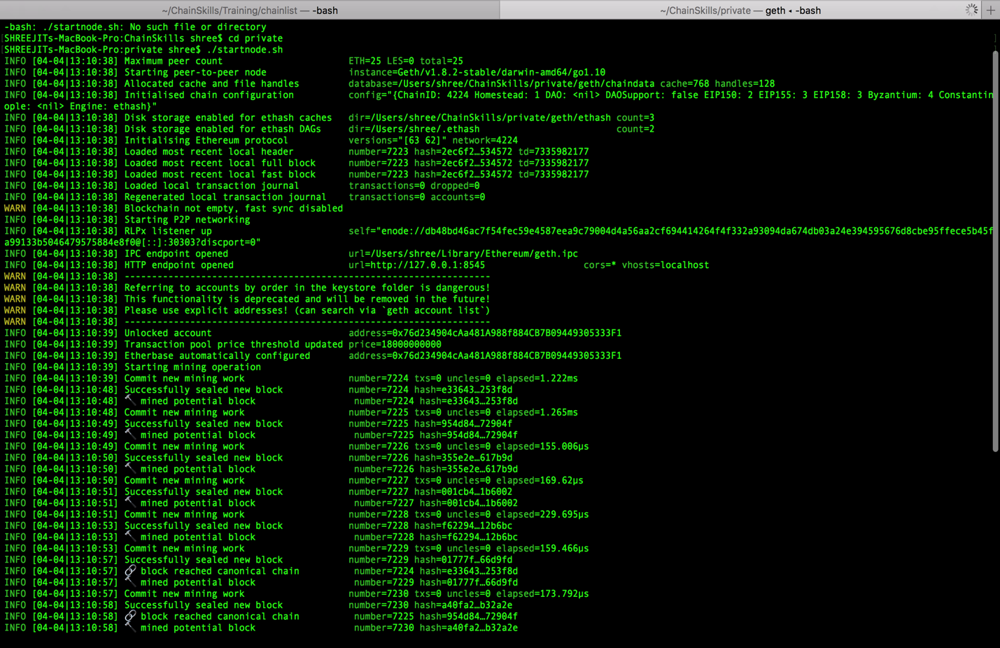 ~/ChainSkills/Training/chainlist — -bash
~/ChainSkills/private — geth ◂ -bash
-bash: ./startnode.sh: No such file or directory
[SHREEJITs-MacBook-Pro:ChainSkills shree$ cd private
[SHREEJITs-MacBook-Pro:private shree$ ./startnode.sh
INFO [04-04|13:10:38] Maximum peer count                       ETH=25 LES=0 total=25
INFO [04-04|13:10:38] Starting peer-to-peer node               instance=Geth/v1.8.2-stable/darwin-amd64/go1.10
INFO [04-04|13:10:38] Allocated cache and file handles         database=/Users/shree/ChainSkills/private/geth/chaindata cache=768 handles=128
INFO [04-04|13:10:38] Initialised chain configuration          config="{ChainID: 4224 Homestead: 1 DAO: <nil> DAOSupport: false EIP150: 2 EIP155: 3 EIP158: 3 Byzantium: 4 Constantin
ople: <nil> Engine: ethash}"
INFO [04-04|13:10:38] Disk storage enabled for ethash caches   dir=/Users/shree/ChainSkills/private/geth/ethash count=3
INFO [04-04|13:10:38] Disk storage enabled for ethash DAGs     dir=/Users/shree/.ethash                         count=2
INFO [04-04|13:10:38] Initialising Ethereum protocol           versions="[63 62]" network=4224
INFO [04-04|13:10:38] Loaded most recent local header          number=7223 hash=2ec6f2…534572 td=7335982177
INFO [04-04|13:10:38] Loaded most recent local full block      number=7223 hash=2ec6f2…534572 td=7335982177
INFO [04-04|13:10:38] Loaded most recent local fast block      number=7223 hash=2ec6f2…534572 td=7335982177
INFO [04-04|13:10:38] Loaded local transaction journal         transactions=0 dropped=0
INFO [04-04|13:10:38] Regenerated local transaction journal    transactions=0 accounts=0
WARN [04-04|13:10:38] Blockchain not empty, fast sync disabled
INFO [04-04|13:10:38] Starting P2P networking
INFO [04-04|13:10:38] RLPx listener up                         self="enode://db48bd46ac7f54fec59e4587eea9c79004d4a56aa2cf694414264f4f332a93094da674db03a24e394595676d8cbe95ffece5b45f
a99133b5046479575884e8f0@[::]:30303?discport=0"
INFO [04-04|13:10:38] IPC endpoint opened                      url=/Users/shree/Library/Ethereum/geth.ipc
INFO [04-04|13:10:38] HTTP endpoint opened                     url=http://127.0.0.1:8545                  cors=* vhosts=localhost
WARN [04-04|13:10:38] -------------------------------------------------------------------
WARN [04-04|13:10:38] Referring to accounts by order in the keystore folder is dangerous!
WARN [04-04|13:10:38] This functionality is deprecated and will be removed in the future!
WARN [04-04|13:10:38] Please use explicit addresses! (can search via `geth account list`)
WARN [04-04|13:10:38] -------------------------------------------------------------------
INFO [04-04|13:10:39] Unlocked account                         address=0x76d234904cAa481A988f884CB7B09449305333F1
INFO [04-04|13:10:39] Transaction pool price threshold updated price=18000000000
INFO [04-04|13:10:39] Etherbase automatically configured       address=0x76d234904cAa481A988f884CB7B09449305333F1
INFO [04-04|13:10:39] Starting mining operation
INFO [04-04|13:10:39] Commit new mining work                   number=7224 txs=0 uncles=0 elapsed=1.222ms
INFO [04-04|13:10:48] Successfully sealed new block            number=7224 hash=e33643…253f8d
INFO [04-04|13:10:48] 🔨 mined potential block                  number=7224 hash=e33643…253f8d
INFO [04-04|13:10:48] Commit new mining work                   number=7225 txs=0 uncles=0 elapsed=1.265ms
INFO [04-04|13:10:49] Successfully sealed new block            number=7225 hash=954d84…72904f
INFO [04-04|13:10:49] 🔨 mined potential block                  number=7225 hash=954d84…72904f
INFO [04-04|13:10:49] Commit new mining work                   number=7226 txs=0 uncles=0 elapsed=155.006µs
INFO [04-04|13:10:50] Successfully sealed new block            number=7226 hash=355e2e…617b9d
INFO [04-04|13:10:50] 🔨 mined potential block                  number=7226 hash=355e2e…617b9d
INFO [04-04|13:10:50] Commit new mining work                   number=7227 txs=0 uncles=0 elapsed=169.62µs
INFO [04-04|13:10:51] Successfully sealed new block            number=7227 hash=001cb4…1b6002
INFO [04-04|13:10:51] 🔨 mined potential block                  number=7227 hash=001cb4…1b6002
INFO [04-04|13:10:51] Commit new mining work                   number=7228 txs=0 uncles=0 elapsed=229.695µs
INFO [04-04|13:10:53] Successfully sealed new block            number=7228 hash=f62294…12b6bc
INFO [04-04|13:10:53] 🔨 mined potential block                  number=7228 hash=f62294…12b6bc
INFO [04-04|13:10:53] Commit new mining work                   number=7229 txs=0 uncles=0 elapsed=159.466µs
INFO [04-04|13:10:57] Successfully sealed new block            number=7229 hash=01777f…66d9fd
INFO [04-04|13:10:57] 🔗 block reached canonical chain          number=7224 hash=e33643…253f8d
INFO [04-04|13:10:57] 🔨 mined potential block                  number=7229 hash=01777f…66d9fd
INFO [04-04|13:10:57] Commit new mining work                   number=7230 txs=0 uncles=0 elapsed=173.792µs
INFO [04-04|13:10:58] Successfully sealed new block            number=7230 hash=a40fa2…b32a2e
INFO [04-04|13:10:58] 🔗 block reached canonical chain          number=7225 hash=954d84…72904f
INFO [04-04|13:10:58] 🔨 mined potential block                  number=7230 hash=a40fa2…b32a2e